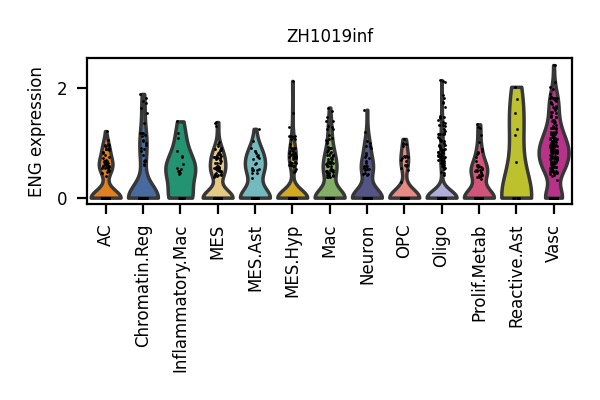 ZH1019inf
ENG expression
2
0
AC
Chromatin.Reg
Inflammatory.Mac
MES
MES.Ast
MES.Hyp
Mac
Neuron
OPC
Oligo
Prolif.Metab
Reactive.Ast
Vasc